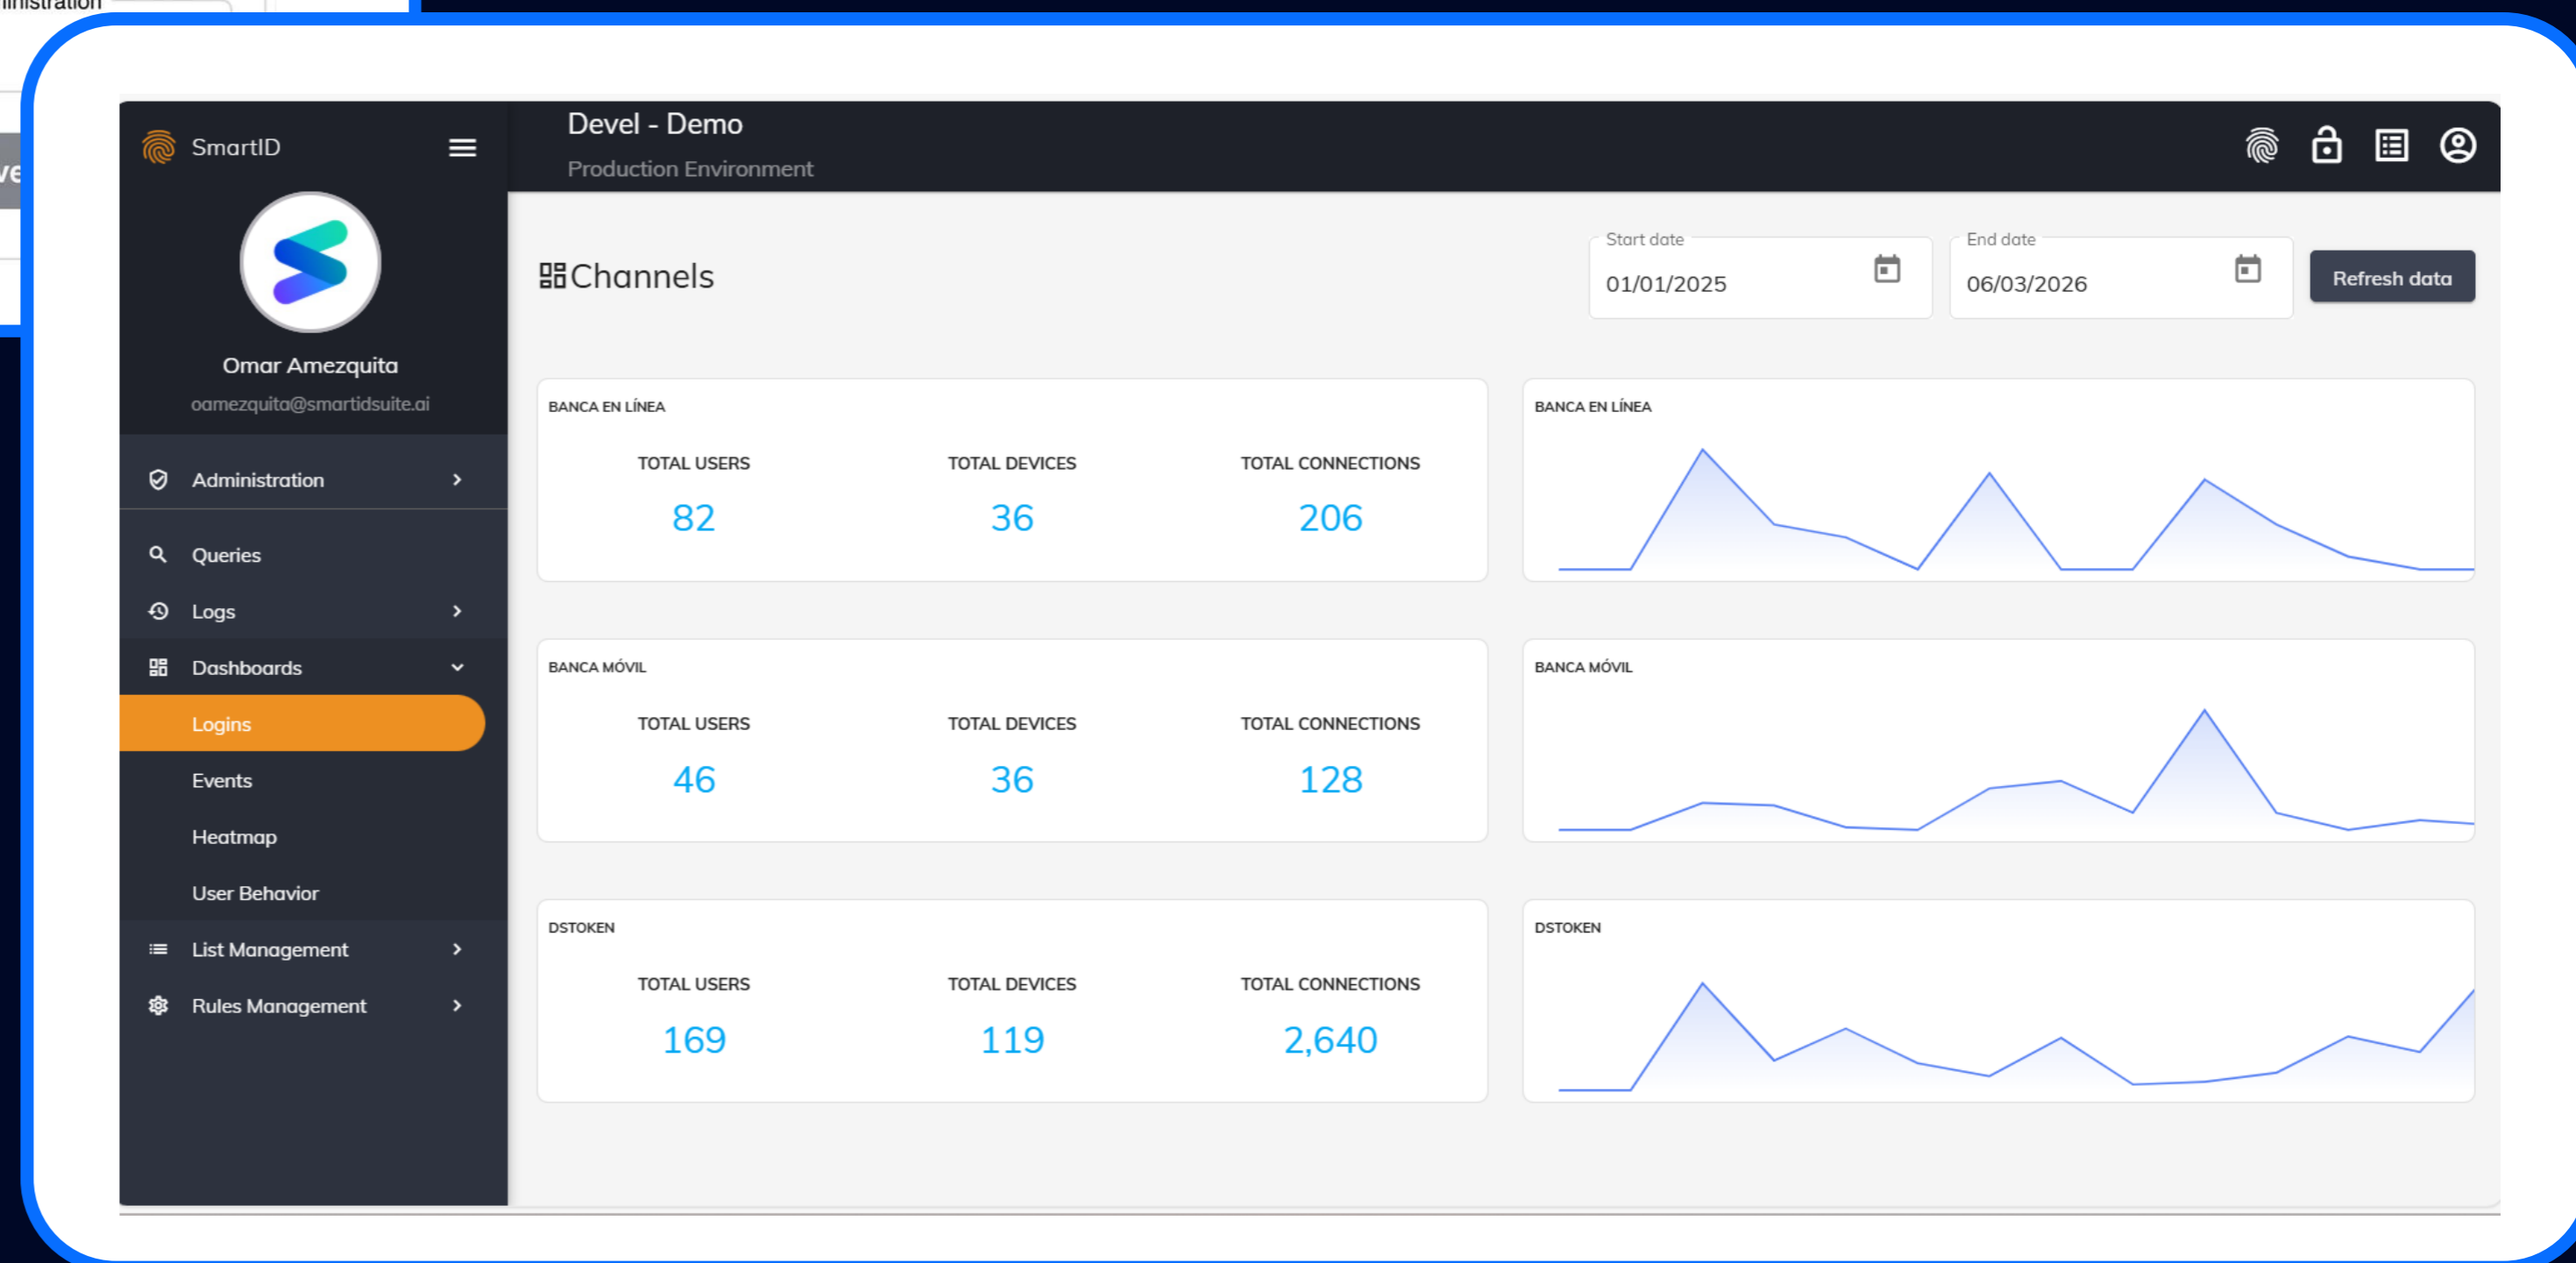 SmartID
Devel - Demo
Production Environment
Omar Amezquita
oamezquita@smartidsuite.ai
Administration
Queries
Logs
Dashboards
Logins
Events
Heatmap
User Behavior
List Management
Rules Management
Channels
Start date
01/01/2025
End date
06/03/2026
Refresh data
BANCA EN LÍNEA
TOTAL USERS TOTAL DEVICES TOTAL CONNECTIONS
82 36 206
BANCA EN LÍNEA
BANCA MÓVIL
TOTAL USERS TOTAL DEVICES TOTAL CONNECTIONS
46 36 128
BANCA MÓVIL
DSTOKEN
TOTAL USERS TOTAL DEVICES TOTAL CONNECTIONS
169 119 2,640
DSTOKEN